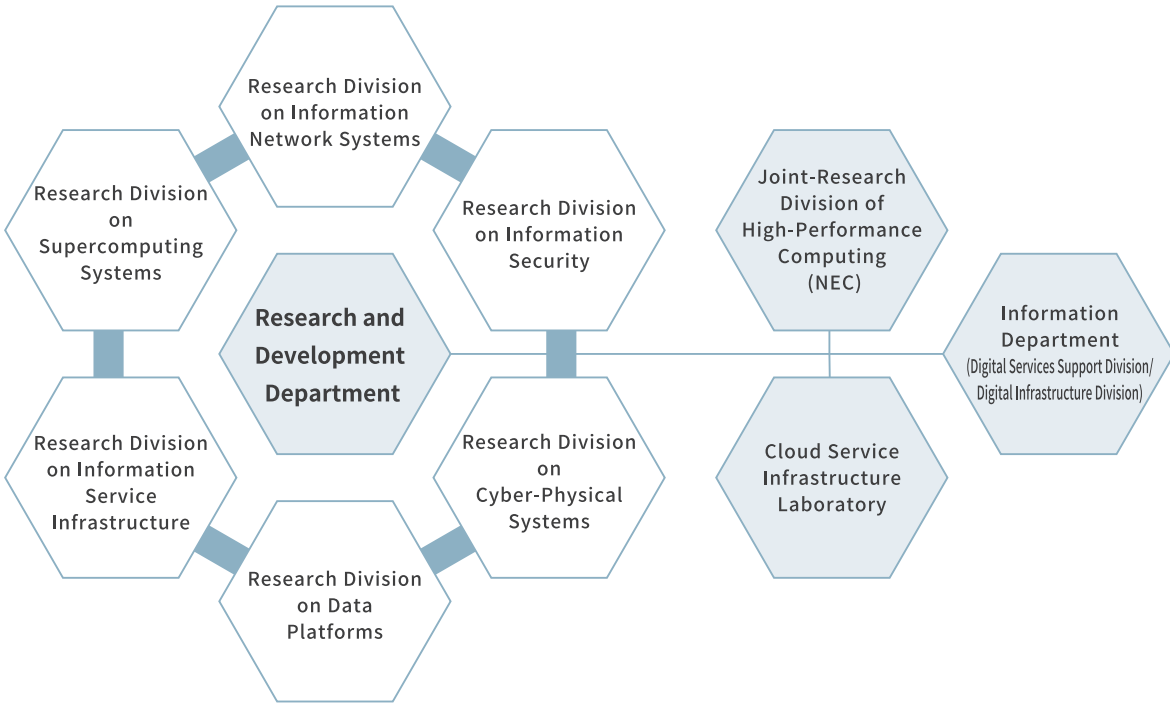 Research Division
on Information
Network Systems
Research Division
on
Supercomputing
Systems
Research Division
on Information
Security
Joint-Research
Division of
High-Performance
Computing
(NEC)
Research and
Development
Department
Information
Department
(Digital Services Support Division/
Digital Infrastructure Division)
Research Division
on Information
Service
Infrastructure
Research Division
on
Cyber-Physical
Systems
Cloud Service
Infrastructure
Laboratory
Research Division
on Data
Platforms